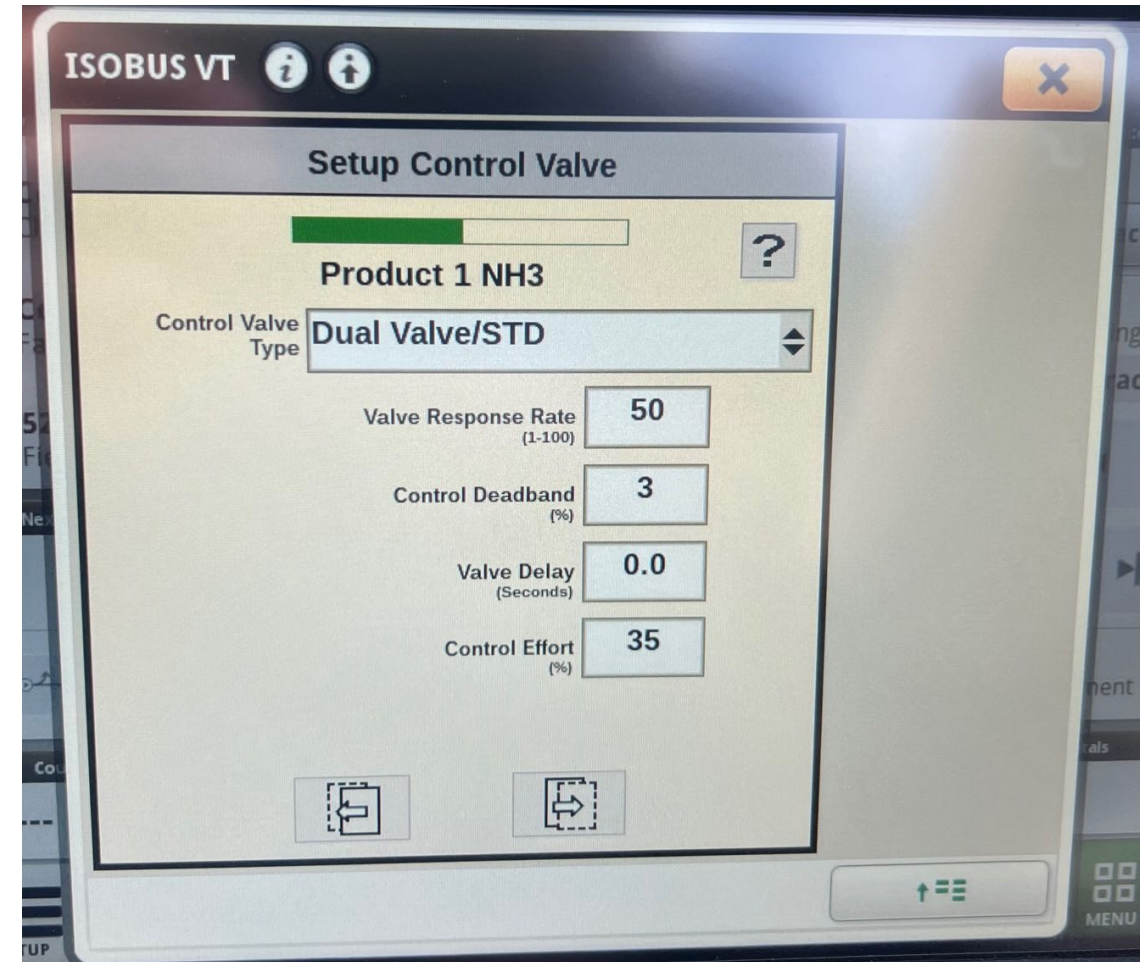 ISOBUS VT
Setup Control Valve
?
Product 1 NH3
Control Valve
Type
Dual Valve/STD
Valve Response Rate
(1-100)
50
Control Deadband
(%)
3
Valve Delay
(Seconds)
0.0
Control Effort
(%)
35
MENU